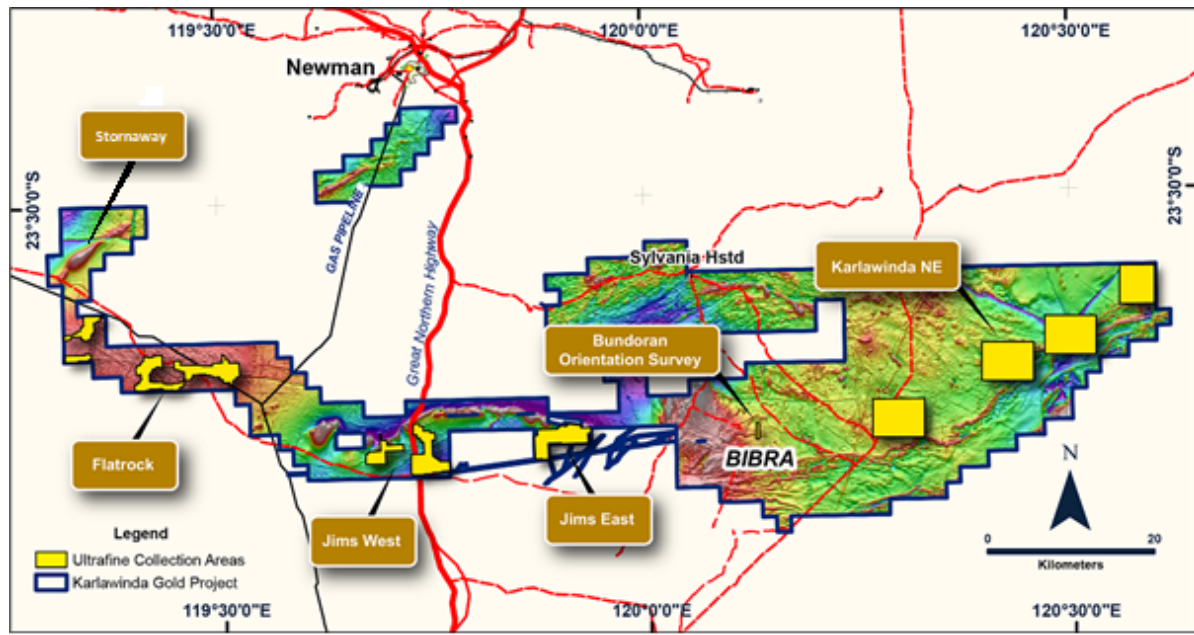 119°30'0"E
120°0'0"E
120°30'0"E
Newman
Stornaway
23°30'0"S
23°30'0"S
GAS PIPELINE
Great Northern Highway
Sylvania Hstd
Karlawinda NE
Bundoran
Orientation Survey
BIBRA
Flatrock
Jims West
Jims East
N
Legend
Ultrafine Collection Areas
Karlawinda Gold Project
0 20
Kilometers
119°30'0"E
120°0'0"E
120°30'0"E